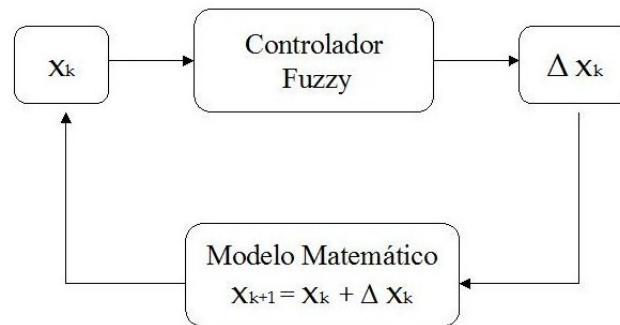 Xk
Controlador
Fuzzy
Δ Xk
Modelo Matemático
Xk+1 = Xk + Δ Xk